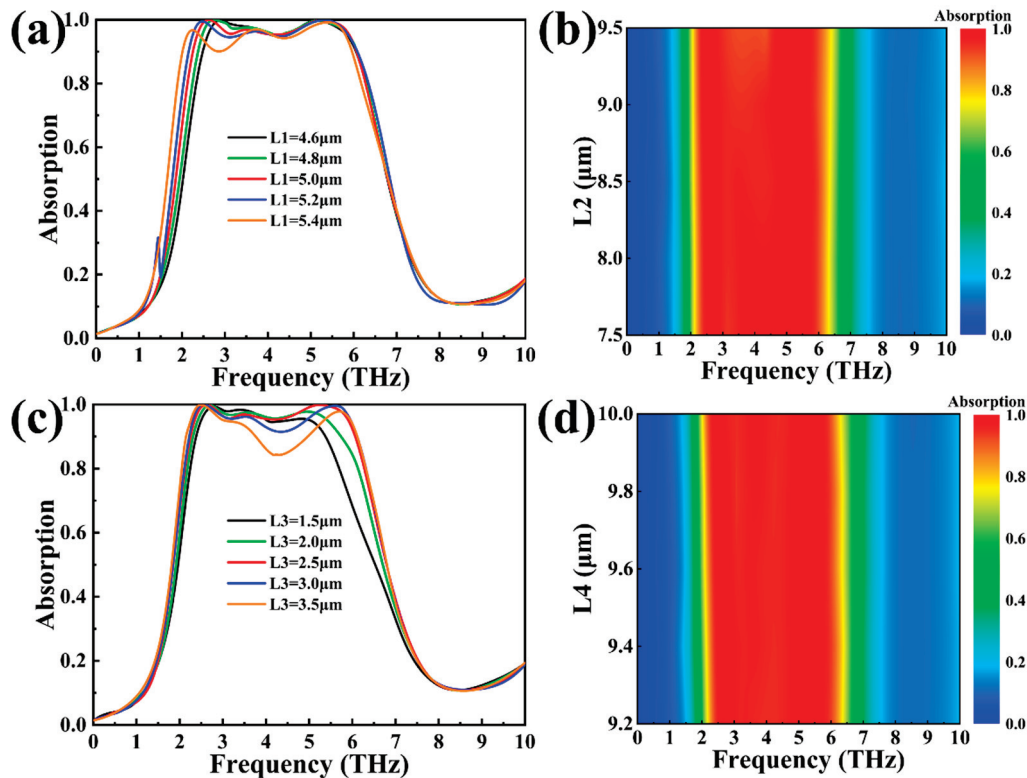 (a)
1.0
0.8
0.6
0.4
0.2
0.0
Absorption
L1=4.6μm
L1=4.8μm
L1=5.0μm
L1=5.2μm
L1=5.4μm
0 1 2 3 4 5 6 7 8 9 10
Frequency (THz)
(b)
9.5
9.0
8.5
8.0
7.5
L2 (μm)
0 1 2 3 4 5 6 7 8 9 10
Frequency (THz)
Absorption
1.0
0.8
0.6
0.4
0.2
0.0
(c)
1.0
0.8
0.6
0.4
0.2
0.0
Absorption
L3=1.5μm
L3=2.0μm
L3=2.5μm
L3=3.0μm
L3=3.5μm
0 1 2 3 4 5 6 7 8 9 10
Frequency (THz)
(d)
10.0
9.8
9.6
9.4
9.2
L4 (μm)
0 1 2 3 4 5 6 7 8 9 10
Frequency (THz)
Absorption
1.0
0.8
0.6
0.4
0.2
0.0